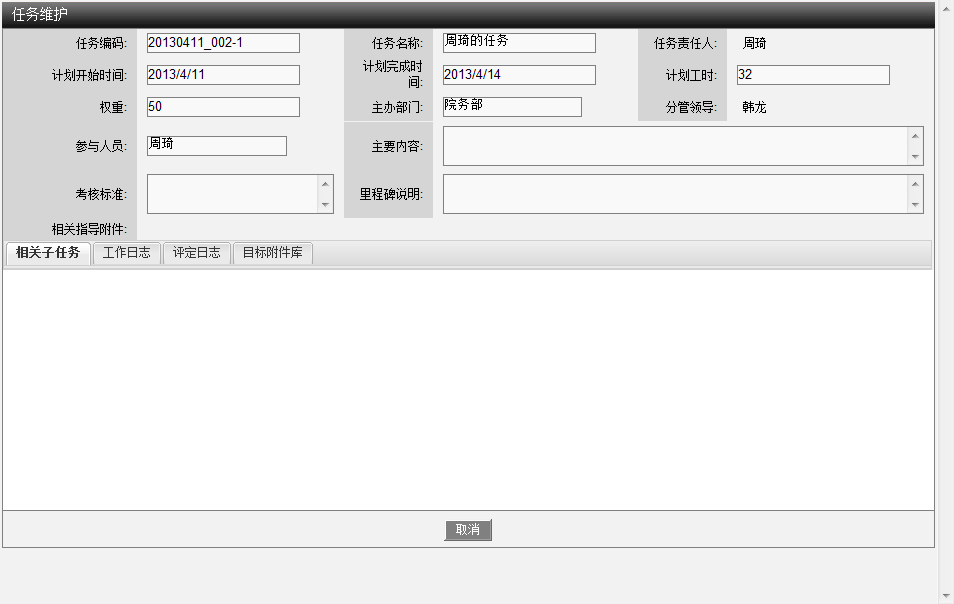 任务维护
任务编码: 20130411_002-1 任务名称: 周琦的任务 任务责任人: 周琦
计划开始时间: 2013/4/11 计划完成时间: 2013/4/14 计划工时: 32
权重: 50 主办部门: 院务部 分管领导: 韩龙
参与人员: 周琦 主要内容:
考核标准: 里程碑说明:
相关指导附件:
相关子任务 工作日志 评定日志 目标附件库
取消